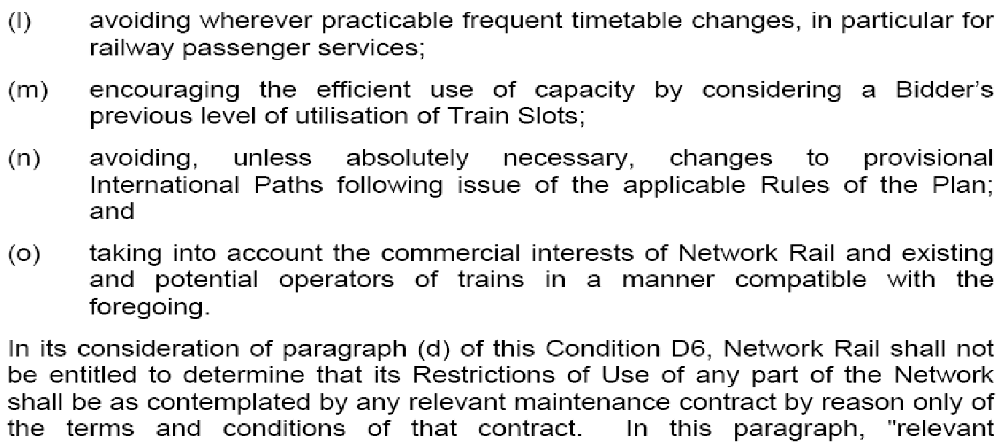 (l) avoiding wherever practicable frequent timetable changes, in particular for
railway passenger services;
(m) encouraging the efficient use of capacity by considering a Bidder's
previous level of utilisation of Train Slots;
(n) avoiding, unless absolutely necessary, changes to provisional
International Paths following issue of the applicable Rules of the Plan;
and
(o) taking into account the commercial interests of Network Rail and existing
and potential operators of trains in a manner compatible with the
foregoing.
In its consideration of paragraph (d) of this Condition D6, Network Rail shall not
be entitled to determine that its Restrictions of Use of any part of the Network
shall be as contemplated by any relevant maintenance contract by reason only of
the terms and conditions of that contract. In this paragraph, "relevant